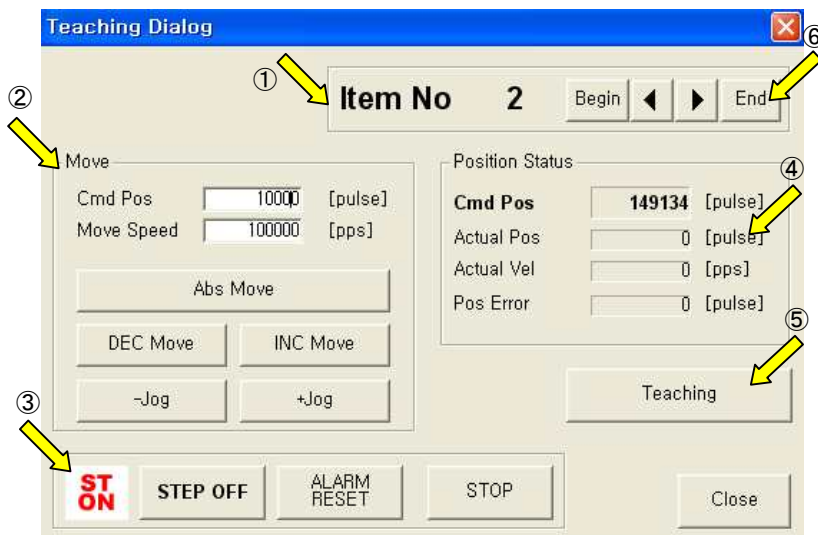 Teaching Dialog
⑥
①
Item No 2 Begin End
②
Move
Cmd Pos 10000 [pulse]
Move Speed 100000 [pps]
Abs Move
DEC Move INC Move
-Jog +Jog
Position Status
④
Cmd Pos 149134 [pulse]
Actual Pos 0 [pulse]
Actual Vel 0 [pps]
Pos Error 0 [pulse]
⑤
Teaching
③
ST ON
STEP OFF
ALARM RESET
STOP
Close